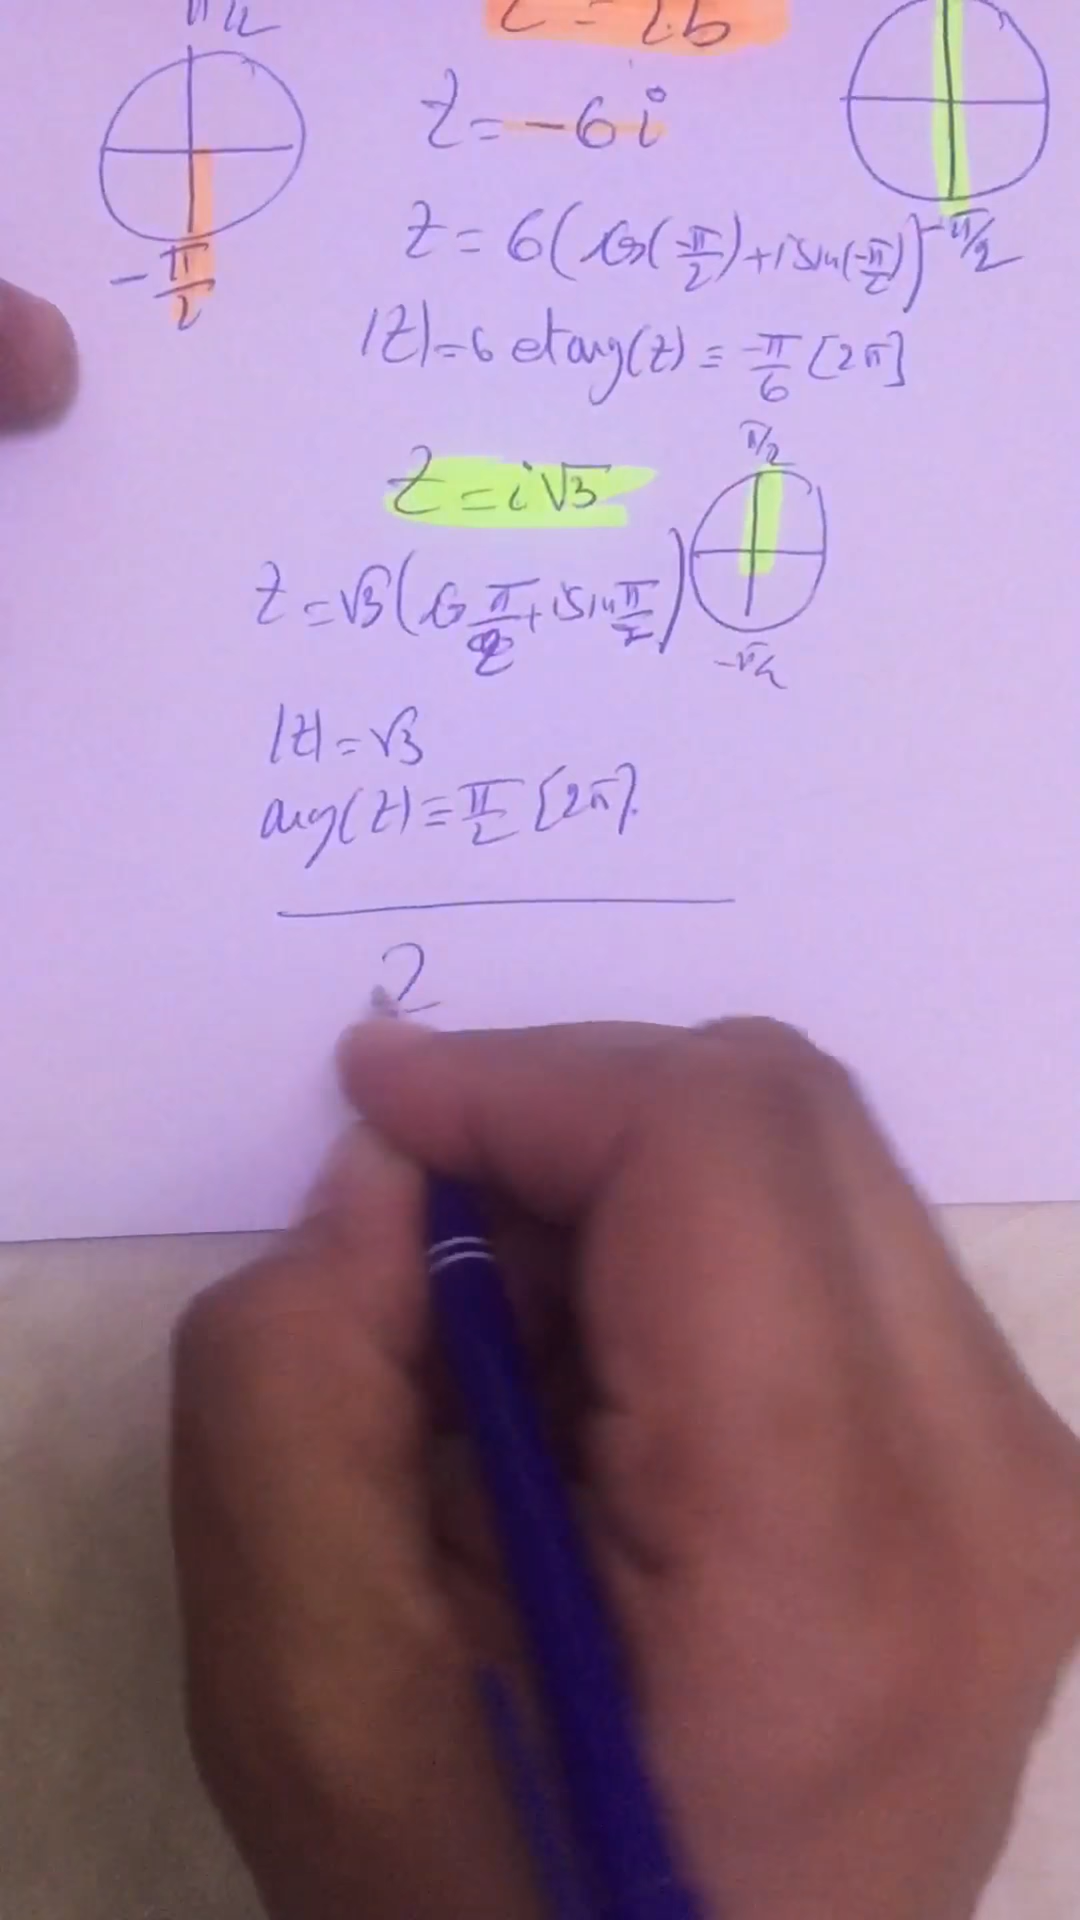 π/2
Z = ib
Z = -6i
-π/2
Z = 6(cos(-π/2) + i sin(-π/2))
-π/2
|Z| = 6 et arg(z) ≡ -π/6 [2π]
π/2
Z = i√3
Z = √3(cos π/2 + i sin π/2)
-π/2
|z| = √3
arg(z) ≡ π/2 [2π].
2